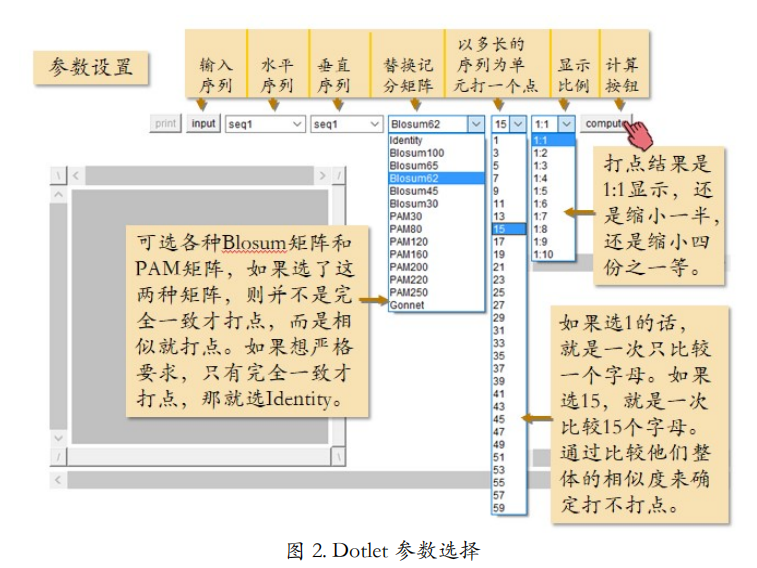 参数设置
输入
序列
水平
序列
垂直
序列
替换记
分矩阵
以多长的
序列为单
元打一个点
显示
比例
计算
按钮
print
input
seq1
seq1
Blosum62
15
1:1
compute
Identity
Blosum100
Blosum65
Blosum62
Blosum45
Blosum30
PAM30
PAM80
PAM120
PAM160
PAM200
PAM220
PAM250
Gonnet
1
3
5
7
9
11
13
15
17
19
21
23
25
27
29
31
33
35
37
39
41
43
45
47
49
51
53
55
57
59
1:1
1:2
1:3
1:4
1:5
1:6
1:7
1:8
1:9
1:10
\
<
>
/
/
\
<
打点结果是
1:1显示，还
是缩小一半，
还是缩小四
份之一等。
可选各种Blosum矩阵和
PAM矩阵，如果选了这
两种矩阵，则并不是完
全一致才打点，而是相
似就打点。如果想严格
要求，只有完全一致才
打点，那就选Identity。
如果选1的话，
就是一次只比较
一个字母。如果
选15，就是一次
比较15个字母。
通过比较他们整
体的相似度来确
定打不打点。
图 2. Dotlet 参数选择